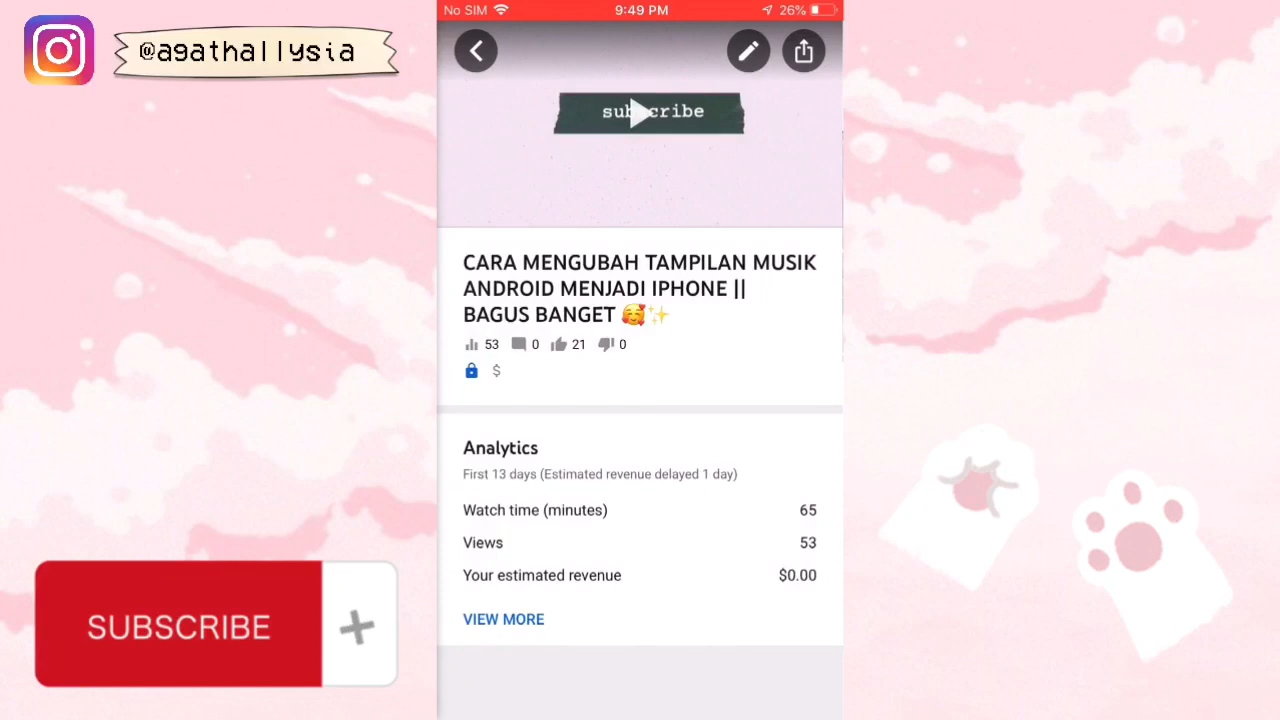 @agathallysia
No SIM 9:49 PM 26%
subscribe
CARA MENGUBAH TAMPILAN MUSIK
ANDROID MENJADI IPHONE ||
BAGUS BANGET 🥰✨
53 0 21 0
$
Analytics
First 13 days (Estimated revenue delayed 1 day)
Watch time (minutes) 65
Views 53
Your estimated revenue $0.00
VIEW MORE
SUBSCRIBE +